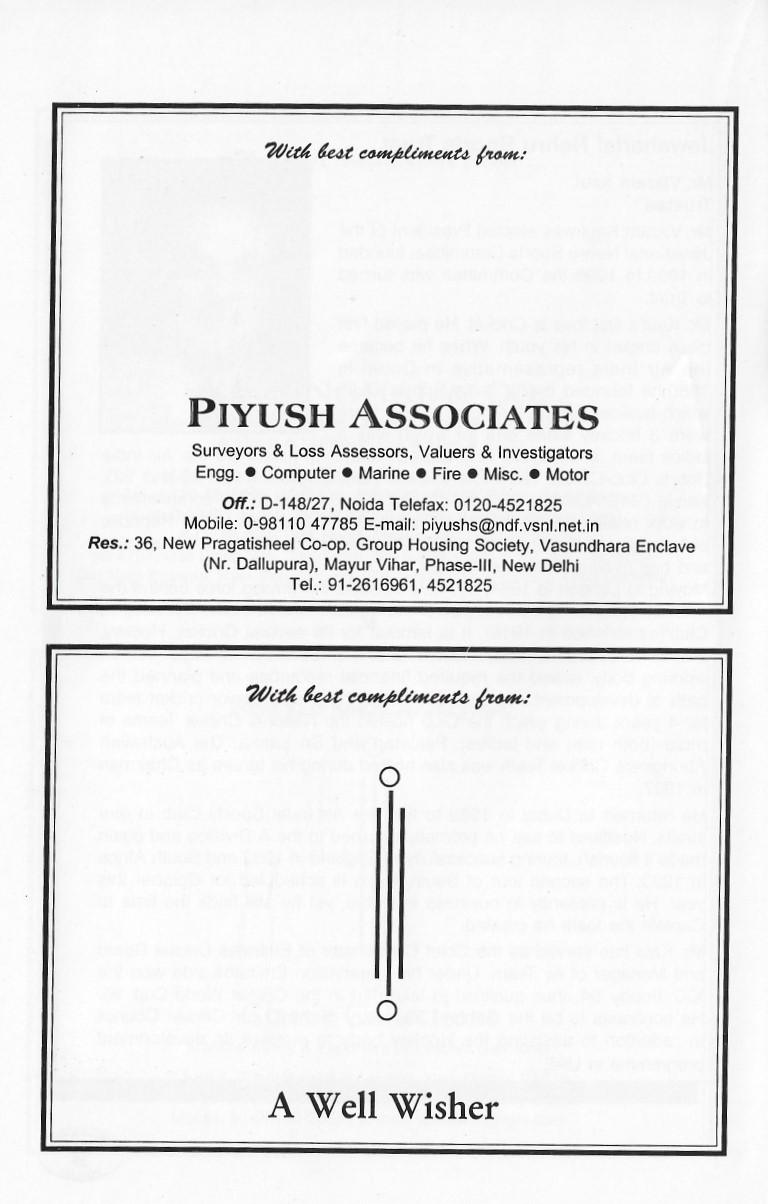 With best compliments from:
PIYUSH ASSOCIATES
Surveyors & Loss Assessors, Valuers & Investigators
Engg. ● Computer ● Marine ● Fire ● Misc. ● Motor
Off.: D-148/27, Noida Telefax: 0120-4521825
Mobile: 0-98110 47785 E-mail: piyushs@ndf.vsnl.net.in
Res.: 36, New Pragatisheel Co-op. Group Housing Society, Vasundhara Enclave
(Nr. Dallupura), Mayur Vihar, Phase-III, New Delhi
Tel.: 91-2616961, 4521825
With best compliments from:
A Well Wisher